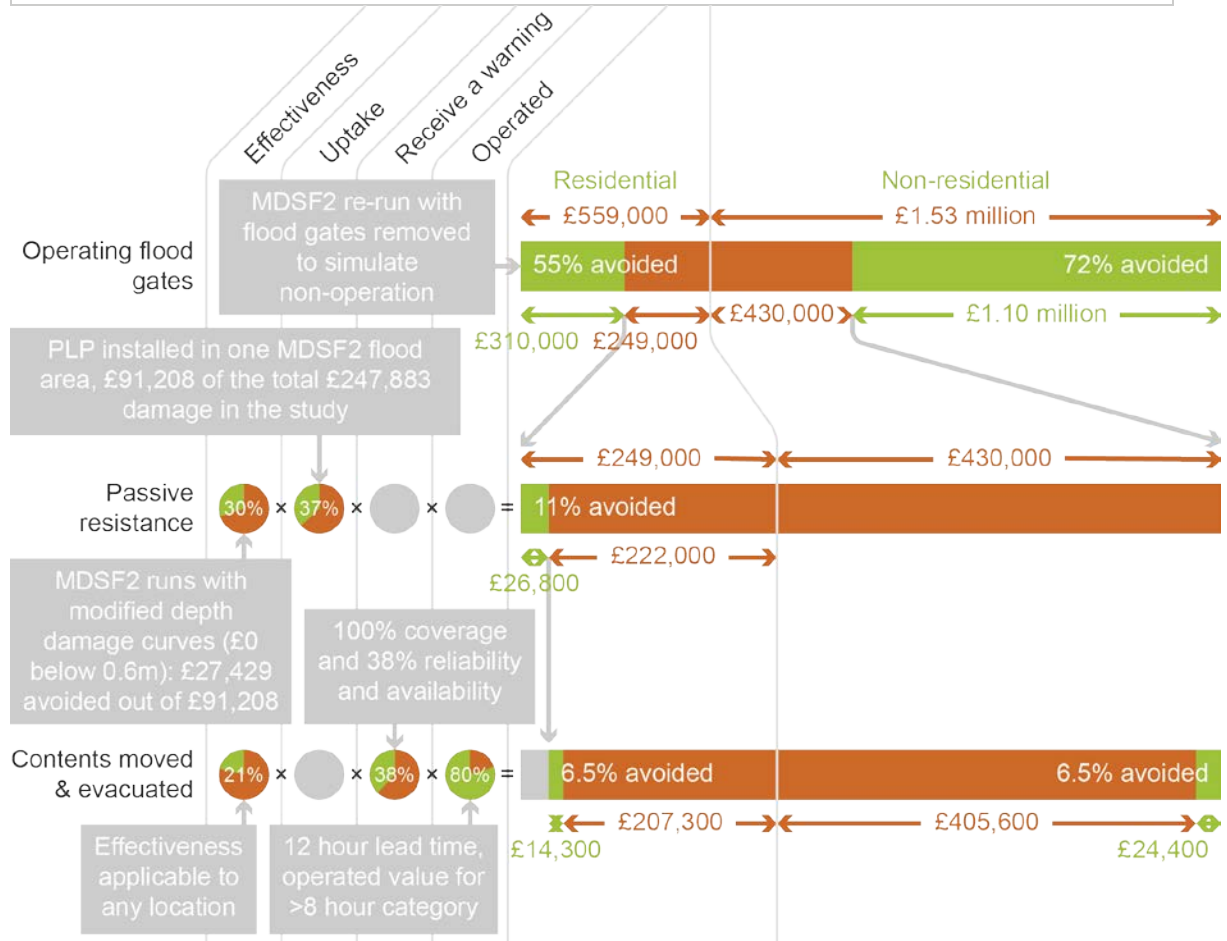 Effectiveness
Uptake
Receive a warning
Operated
Residential
Non-residential
£559,000
£1.53 million
MDSF2 re-run with
flood gates removed
to simulate
non-operation
Operating flood
gates
55% avoided
72% avoided
£310,000
£249,000
£430,000
£1.10 million
PLP installed in one MDSF2 flood
area, £91,208 of the total £247,883
damage in the study
£249,000
£430,000
Passive
resistance
30% × 37% × × =
11% avoided
£26,800
£222,000
MDSF2 runs with
modified depth
damage curves (£0
below 0.6m): £27,429
avoided out of £91,208
100% coverage
and 38% reliability
and availability
Contents moved
& evacuated
21% × × 38% × 80% =
6.5% avoided
6.5% avoided
£14,300
£207,300
£405,600
£24,400
Effectiveness
applicable to
any location
12 hour lead time,
operated value for
>8 hour category